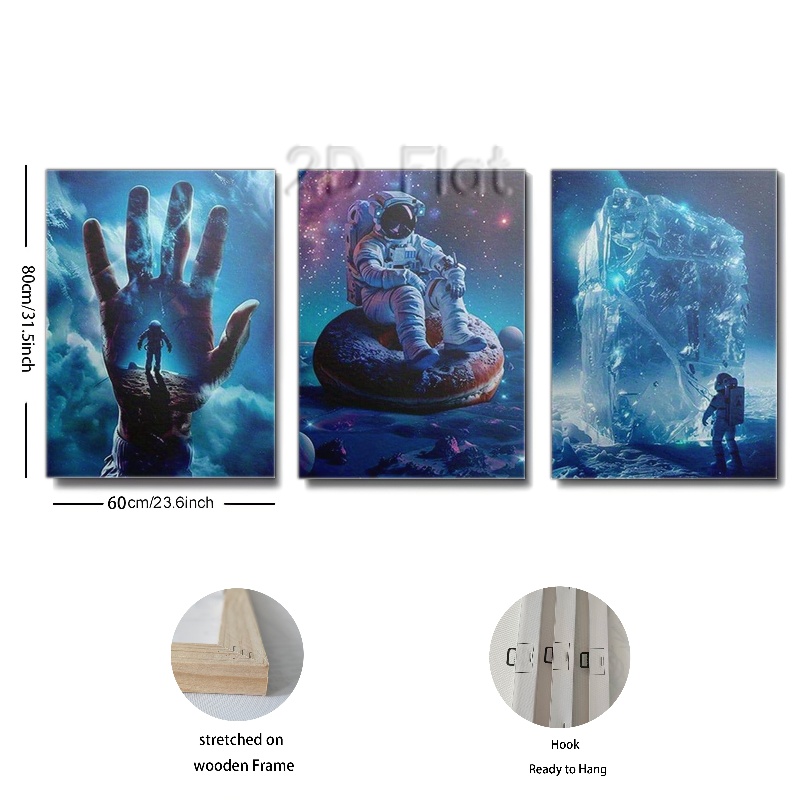 2D Flat
80cm/31.5inch
60cm/23.6inch
stretched on
wooden Frame
Hook
Ready to Hang